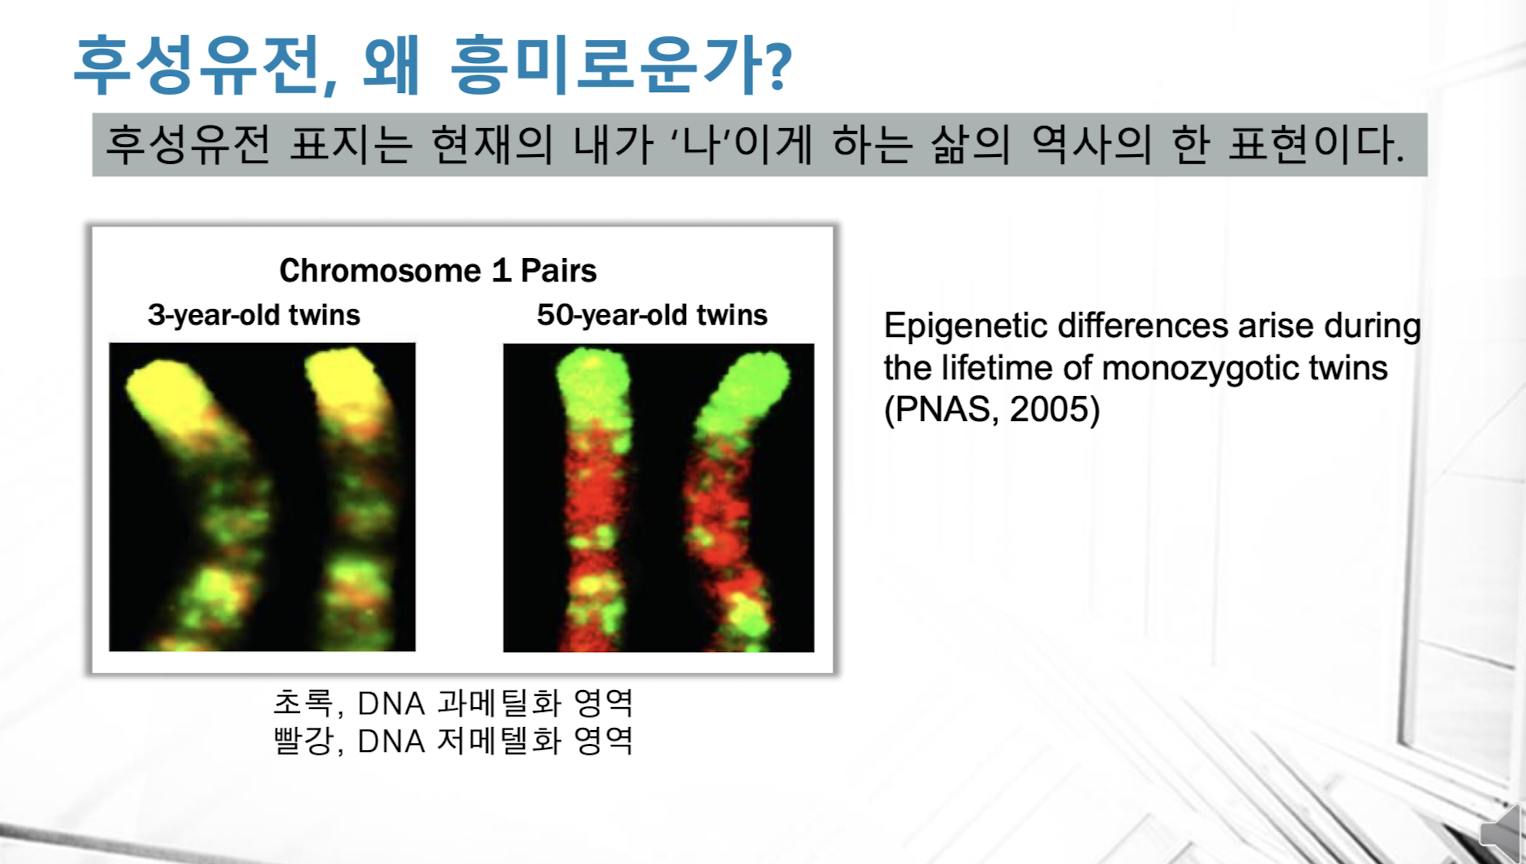 후성유전, 왜 흥미로운가?
후성유전 표지는 현재의 내가 ‘나’이게 하는 삶의 역사의 한 표현이다.
Chromosome 1 Pairs
3-year-old twins
50-year-old twins
초록, DNA 과메틸화 영역
빨강, DNA 저메텔화 영역
Epigenetic differences arise during
the lifetime of monozygotic twins
(PNAS, 2005)